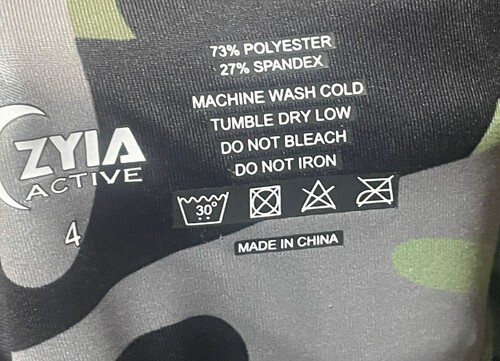 73% POLYESTER
27% SPANDEX
MACHINE WASH COLD
TUMBLE DRY LOW
DO NOT BLEACH
DO NOT IRON
ZYIA
ACTIVE
30°
4
MADE IN CHINA